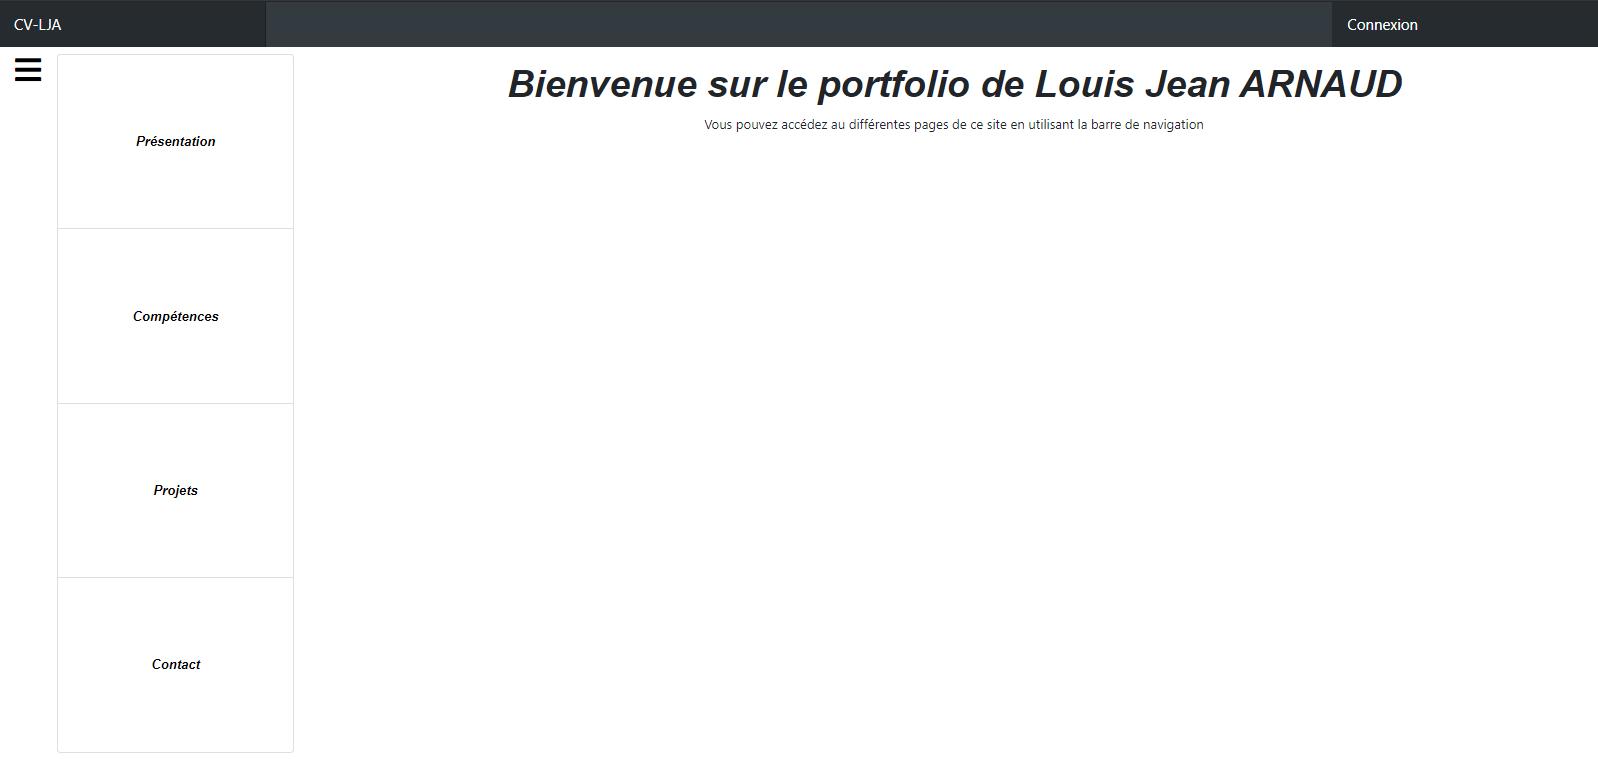 CV-LJA
Connexion
Bienvenue sur le portfolio de Louis Jean ARNAUD
Vous pouvez accédez au différentes pages de ce site en utilisant la barre de navigation
Présentation
Compétences
Projets
Contact